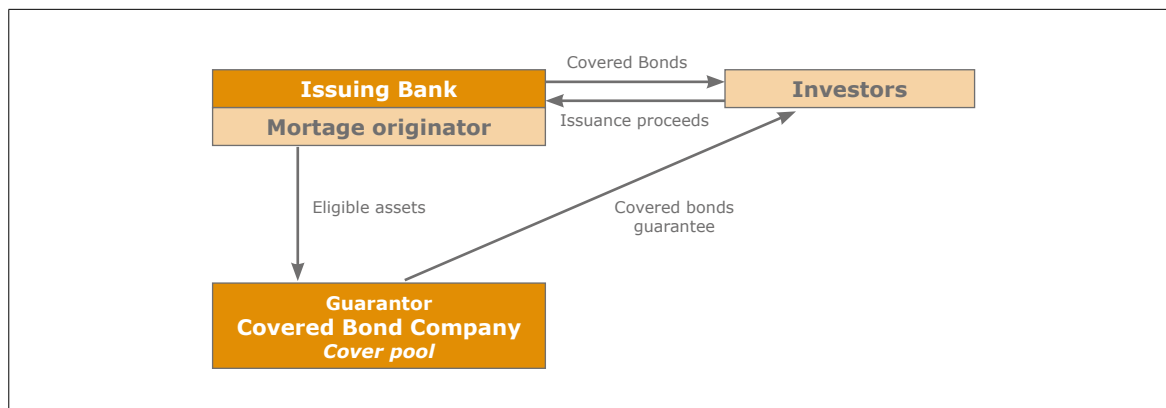 Covered Bonds
Issuing Bank
Investors
Mortage originator
Issuance proceeds
Eligible assets
Covered bonds
guarantee
Guarantor
Covered Bond Company
Cover pool